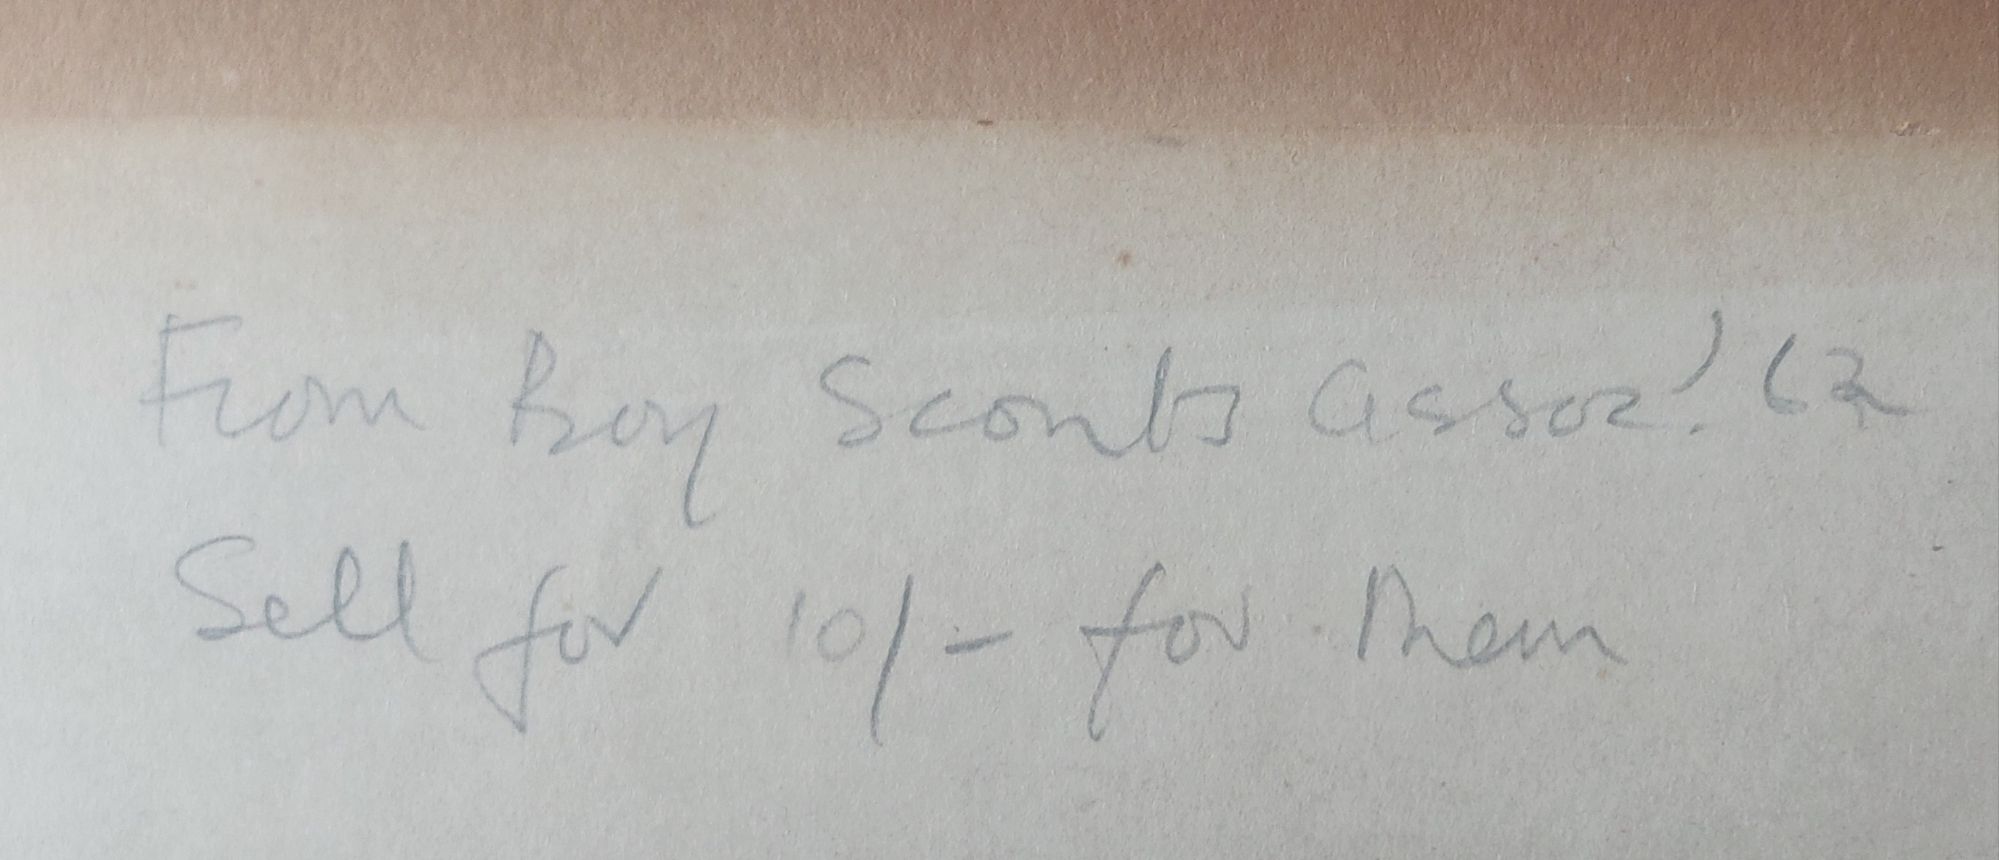 From Boy Scouts Assoc. '62
Sell for 10/- for them